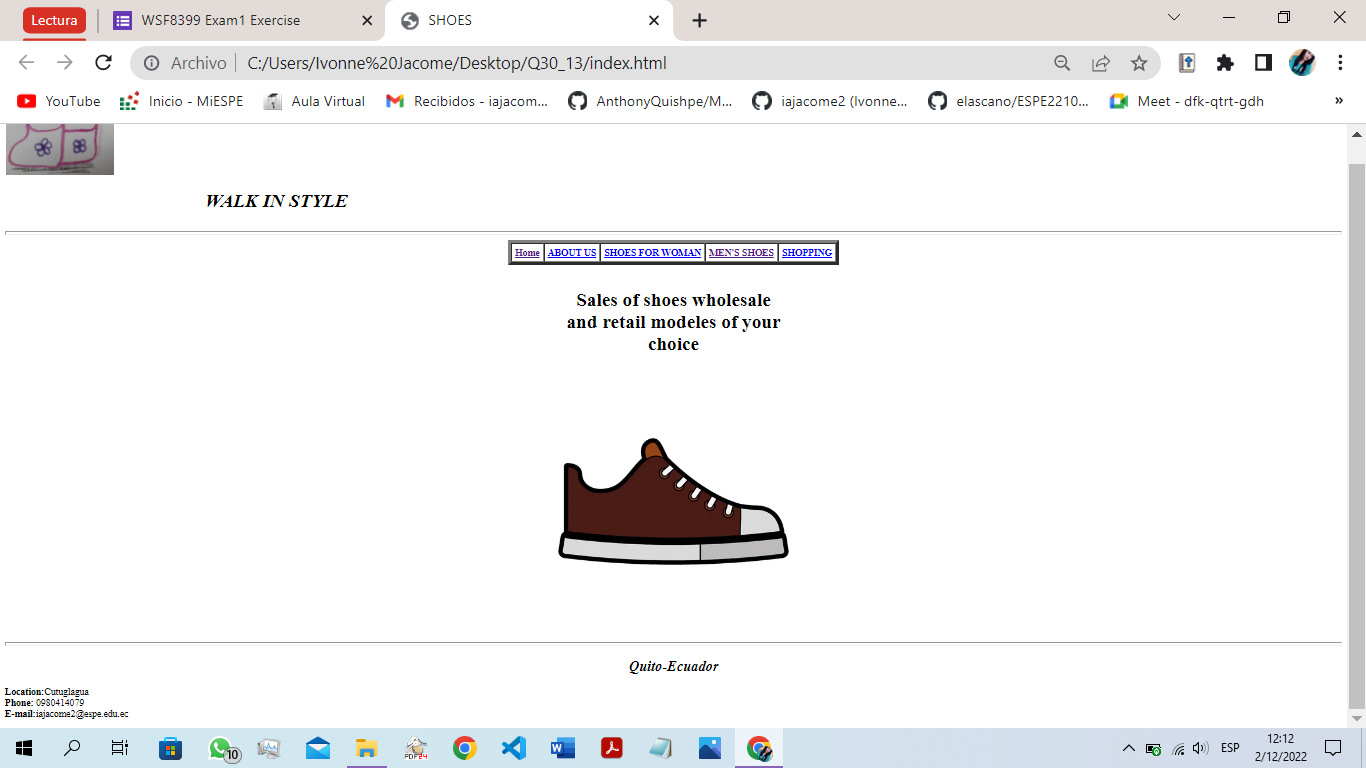 Lectura
WSF8399 Exam1 Exercise
SHOES
Archivo
C:/Users/Ivonne%20Jacome/Desktop/Q30_13/index.html
YouTube
Inicio - MiESPE
Aula Virtual
Recibidos - iajacom...
AnthonyQuishpe/M...
iajacome2 (Ivonne...
elascano/ESPE2210...
Meet - dfk-qtrt-gdh
»
WALK IN STYLE
Home ABOUT US SHOES FOR WOMAN MEN'S SHOES SHOPPING
Sales of shoes wholesale
and retail modeles of your
choice
Quito-Ecuador
Location:Cutuglagua
Phone: 0980414079
E-mail:iajacome2@espe.edu.ec
10
PDF24
ESP
12:12
2/12/2022